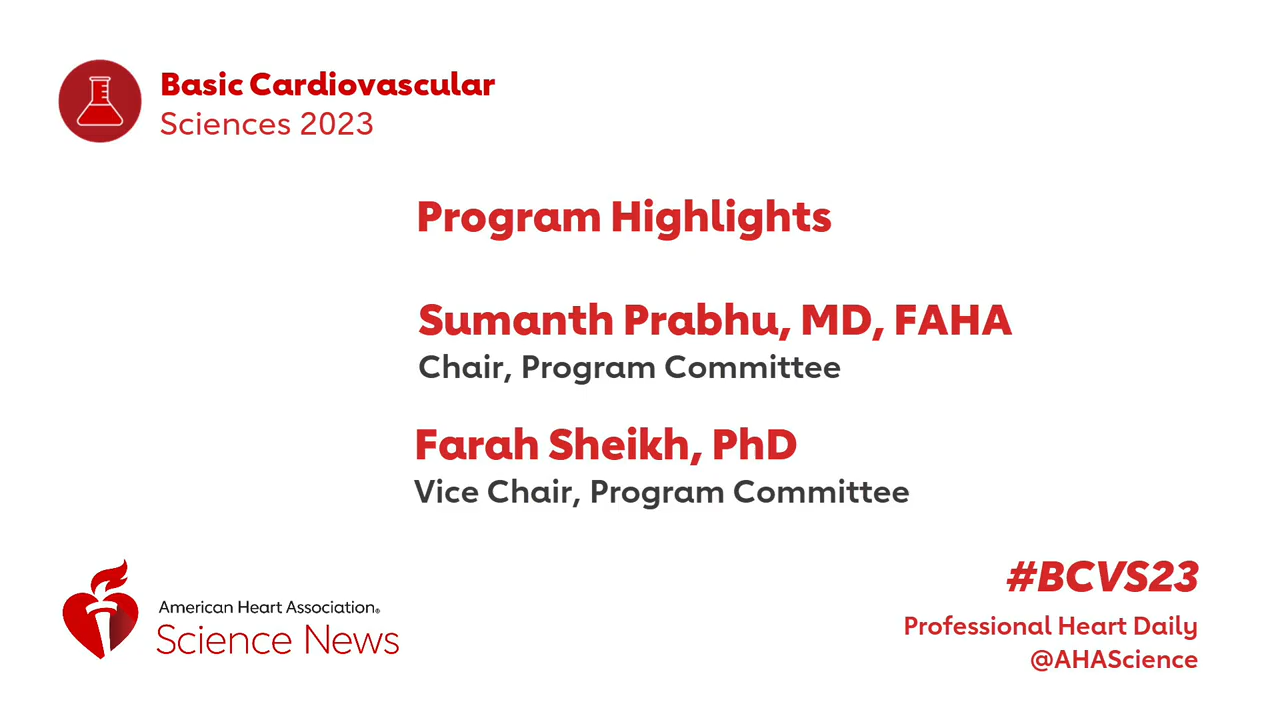 Basic Cardiovascular
Sciences 2023
Program Highlights
Sumanth Prabhu, MD, FAHA
Chair, Program Committee
Farah Sheikh, PhD
Vice Chair, Program Committee
American Heart Association®
Science News
#BCVS23
Professional Heart Daily
@AHAScience